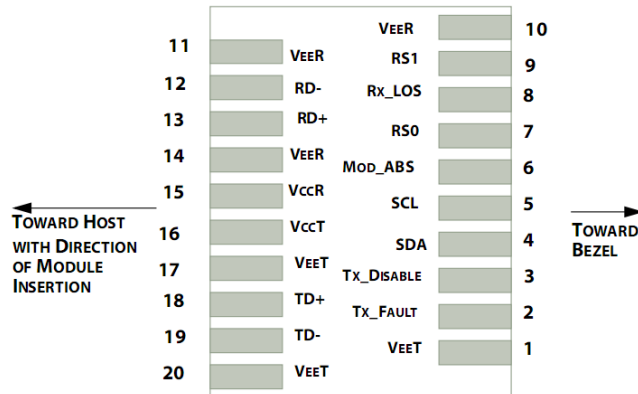 11 VEER
12 RD-
13 RD+
14 VEER
15 VCCR
16 VCCT
17 VEET
18 TD+
19 TD-
20 VEET
VEER 10
RS1 9
RX_LOS 8
RS0 7
MOD_ABS 6
SCL 5
SDA 4
TX_DISABLE 3
TX_FAULT 2
VEET 1
TOWARD HOST
WITH DIRECTION
OF MODULE
INSERTION
TOWARD
BEZEL